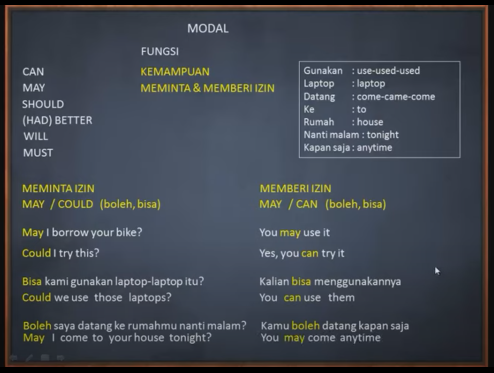 MODAL
FUNGSI
CAN
KEMAMPUAN
MAY
MEMINTA & MEMBERI IZIN
SHOULD
(HAD) BETTER
WILL
MUST
Gunakan : use-used-used
Laptop : laptop
Datang : come-came-come
Ke : to
Rumah : house
Nanti malam : tonight
Kapan saja : anytime
MEMINTA IZIN
MAY / COULD (boleh, bisa)
May I borrow your bike?
Could I try this?
Bisa kami gunakan laptop-laptop itu?
Could we use those laptops?
Boleh saya datang ke rumahmu nanti malam?
May I come to your house tonight?
MEMBERI IZIN
MAY / CAN (boleh, bisa)
You may use it
Yes, you can try it
Kalian bisa menggunakannya
You can use them
Kamu boleh datang kapan saja
You may come anytime